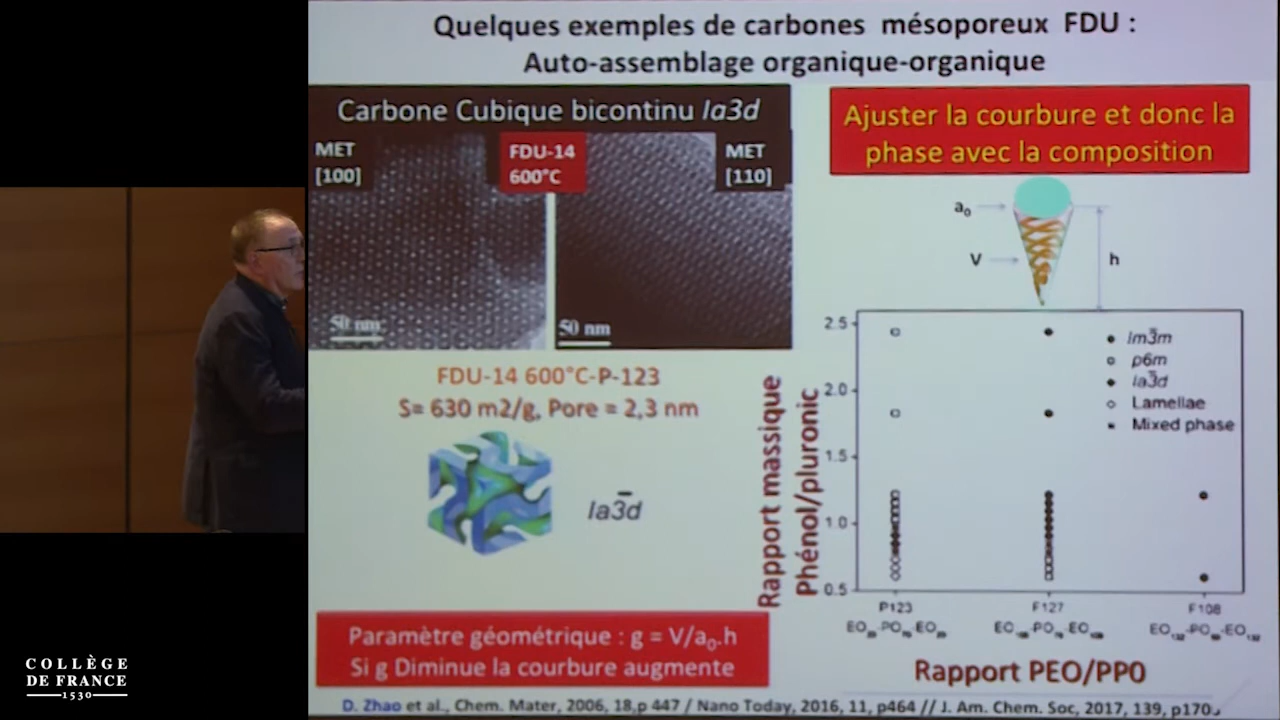 Quelques exemples de carbones mésoporeux FDU :
Auto-assemblage organique-organique
Carbone Cubique bicontinu Ia3d
MET
[100]
FDU-14
600°C
MET
[110]
50 nm
50 nm
FDU-14 600°C-P-123
S= 630 m2/g, Pore = 2,3 nm
Ia3̅d
Paramètre géométrique : g = V/a₀.h
Si g Diminue la courbure augmente
Ajuster la courbure et donc la
phase avec la composition
a₀
V
h
Rapport massique
Phénol/pluronic
2.5
2.0
1.5
1.0
0.5
Im3̅m
p6m
Ia3̅d
Lamellae
Mixed phase
P123
F127
F108
Rapport PEO/PPO
D. Zhao et al., Chem. Mater, 2006, 18,p 447 / Nano Today, 2016, 11, p464 // J. Am. Chem. Soc, 2017, 139, p170
COLLÈGE
DE FRANCE
1530